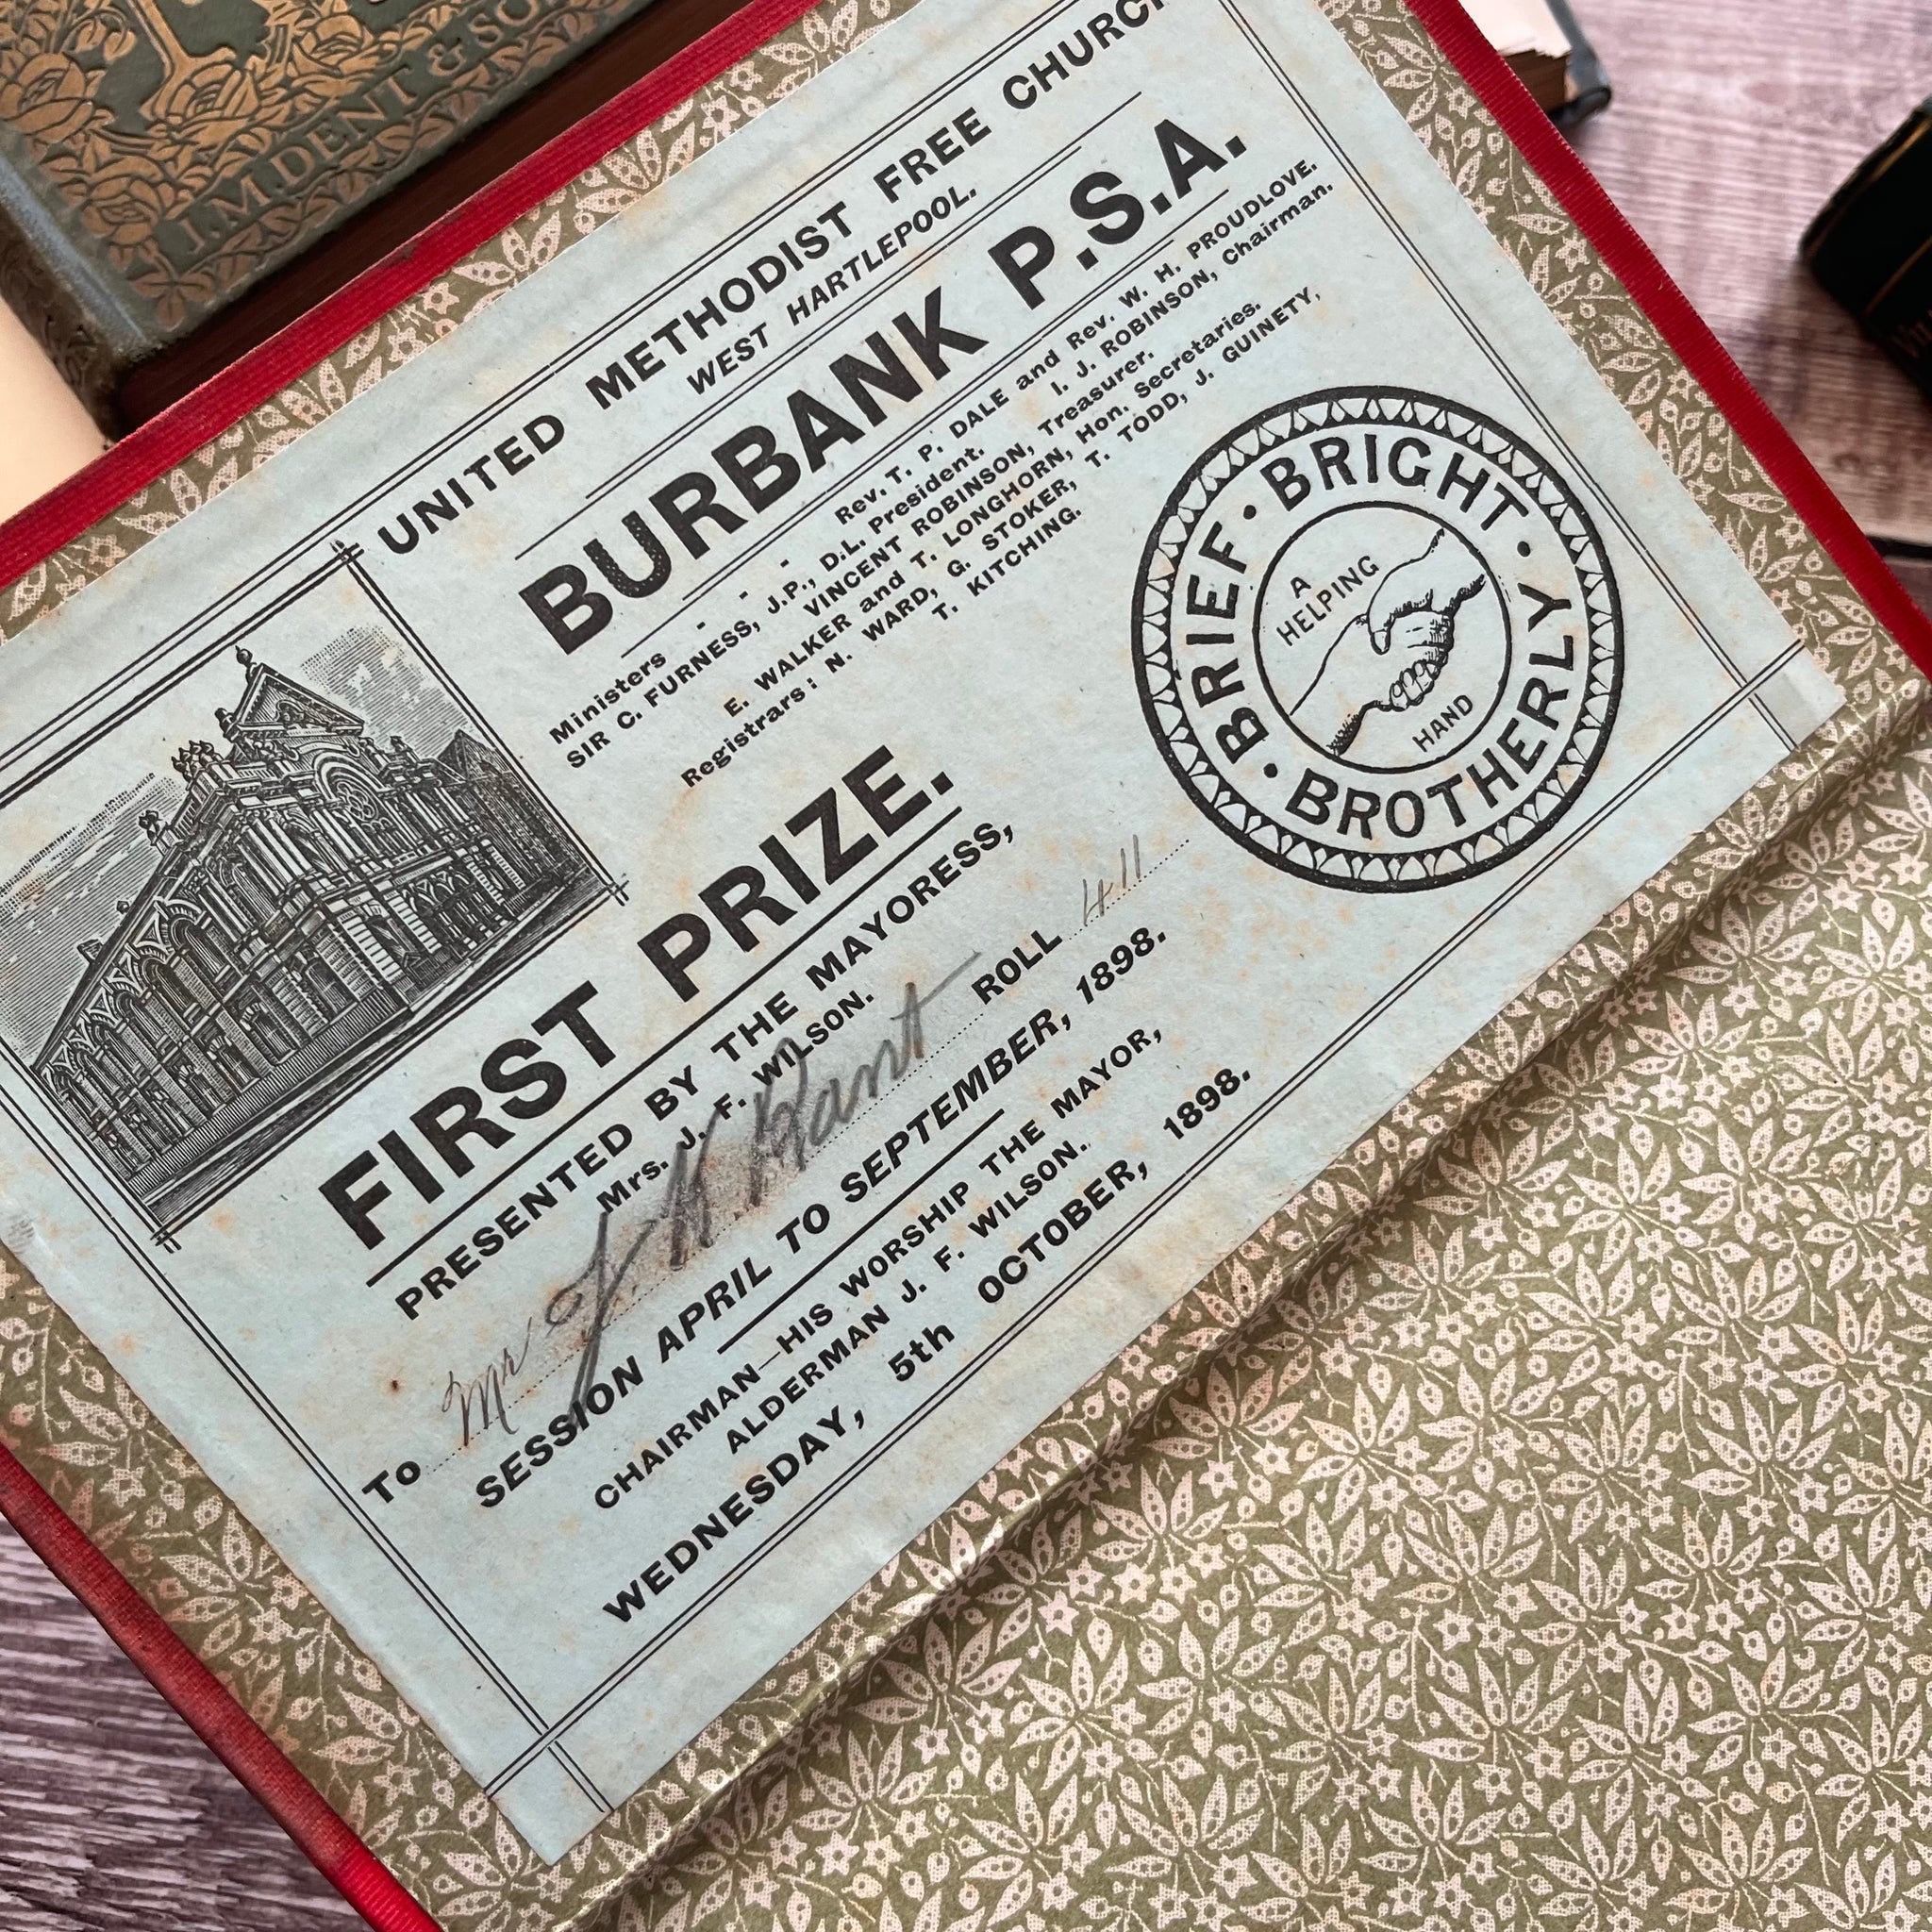 J.M. DENT & SO
UNITED METHODIST FREE CHURCH
WEST HARTLEPOOL.
BURBANK P.S.A.
Ministers - - - Rev. T. P. DALE and Rev. W. H. PROUDLOVE.
SIR C. FURNESS, J.P., D.L. President. I. J. ROBINSON, Chairman.
VINCENT ROBINSON, Treasurer.
E. WALKER and T. LONGHORN, Hon. Secretaries.
Registrars: N. WARD, G. STOKER, T. TODD, J. GUINETY,
T. KITCHING.
BRIEF · BRIGHT · BROTHERLY ·
A
HELPING
HAND
FIRST PRIZE.
PRESENTED BY THE MAYORESS,
Mrs. J. F. WILSON.
To Mr J. W. Bant ROLL 411
SESSION APRIL TO SEPTEMBER, 1898.
CHAIRMAN—HIS WORSHIP THE MAYOR,
ALDERMAN J. F. WILSON.
WEDNESDAY, 5th OCTOBER, 1898.